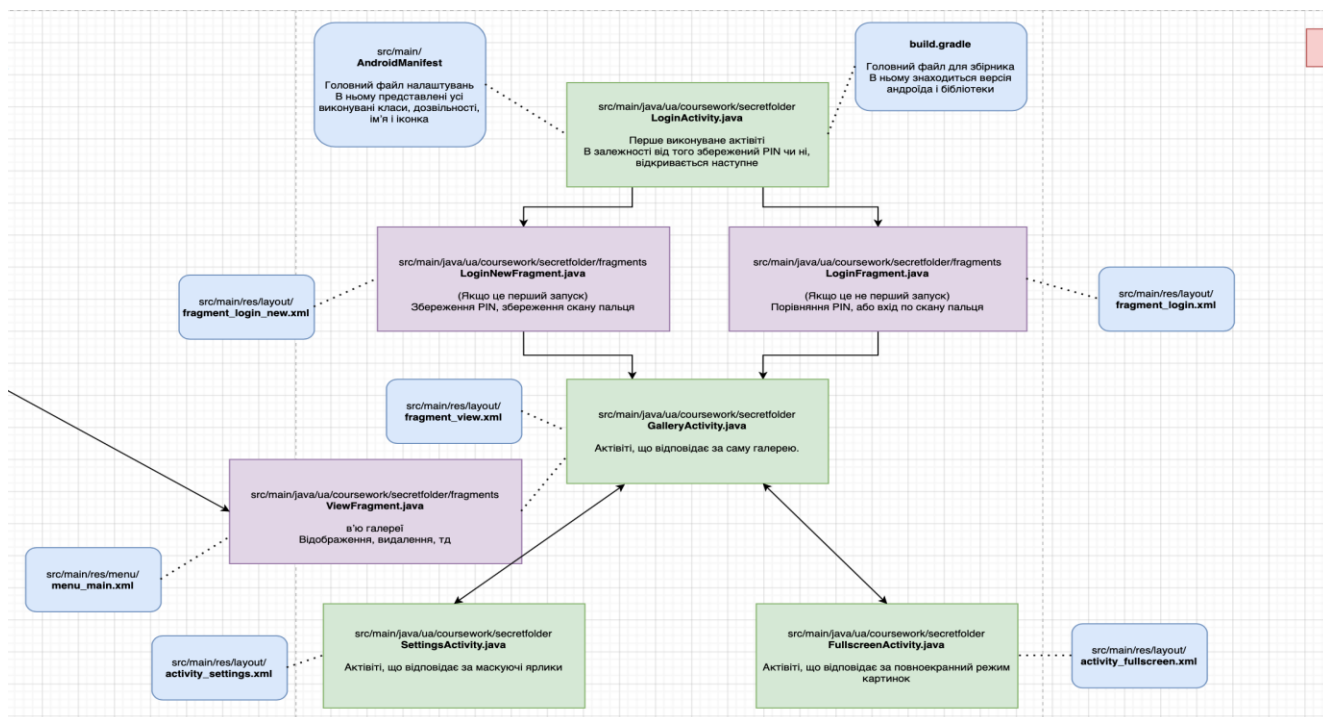 src/main/
AndroidManifest
Головний файл налаштувань
В ньому представлені усі
виконувані класи, дозвільності,
ім'я і іконка
build.gradle
Головний файл для збірника
В ньому знаходиться версія
андроїда і бібліотеки
src/main/java/ua/coursework/secretfolder
LoginActivity.java
Перше виконуване актівіті
В залежності від того збережений PIN чи ні,
відкривається наступне
src/main/java/ua/coursework/secretfolder/fragments
LoginNewFragment.java
(Якщо це перший запуск)
Збереження PIN, збереження скану пальця
src/main/java/ua/coursework/secretfolder/fragments
LoginFragment.java
(Якщо це не перший запуск)
Порівняння PIN, або вхід по скану пальця
src/main/res/layout/
fragment_login_new.xml
src/main/res/layout/
fragment_login.xml
src/main/res/layout/
fragment_view.xml
src/main/java/ua/coursework/secretfolder
GalleryActivity.java
Актівіті, що відповідає за саму галерею.
src/main/java/ua/coursework/secretfolder/fragments
ViewFragment.java
в'ю галереї
Відображення, видалення, тд
src/main/res/menu/
menu_main.xml
src/main/java/ua/coursework/secretfolder
SettingsActivity.java
Актівіті, що відповідає за маскуючі ярлики
src/main/java/ua/coursework/secretfolder
FullscreenActivity.java
Актівіті, що відповідає за повноекранний режим
картинок
src/main/res/layout/
activity_settings.xml
src/main/res/layout/
activity_fullscreen.xml